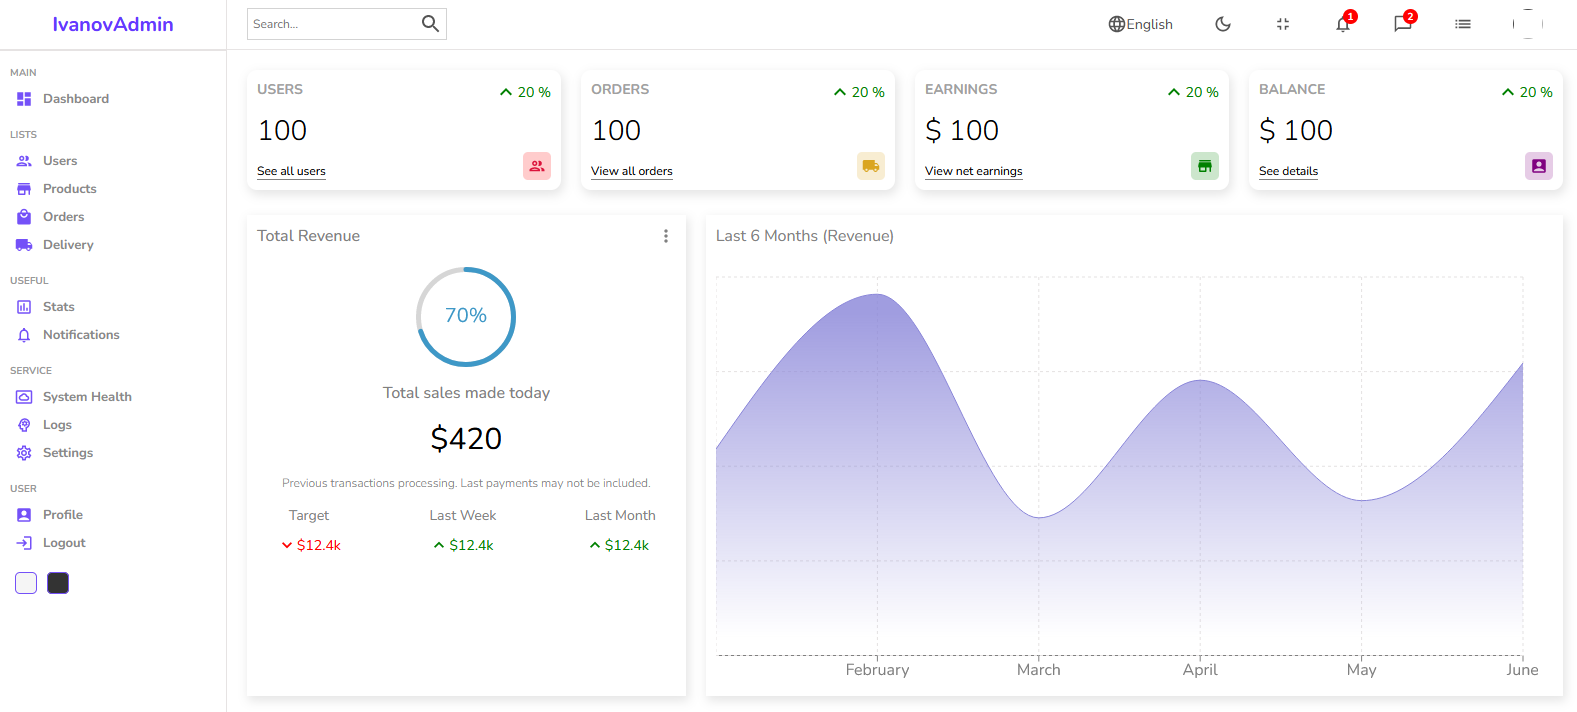 IvanovAdmin
Search...
English
1
2
MAIN
Dashboard
LISTS
Users
Products
Orders
Delivery
USEFUL
Stats
Notifications
SERVICE
System Health
Logs
Settings
USER
Profile
Logout
USERS
20 %
100
See all users
ORDERS
20 %
100
View all orders
EARNINGS
20 %
$ 100
View net earnings
BALANCE
20 %
$ 100
See details
Total Revenue
70%
Total sales made today
$420
Previous transactions processing. Last payments may not be included.
Target Last Week Last Month
$12.4k $12.4k $12.4k
Last 6 Months (Revenue)
February March April May June